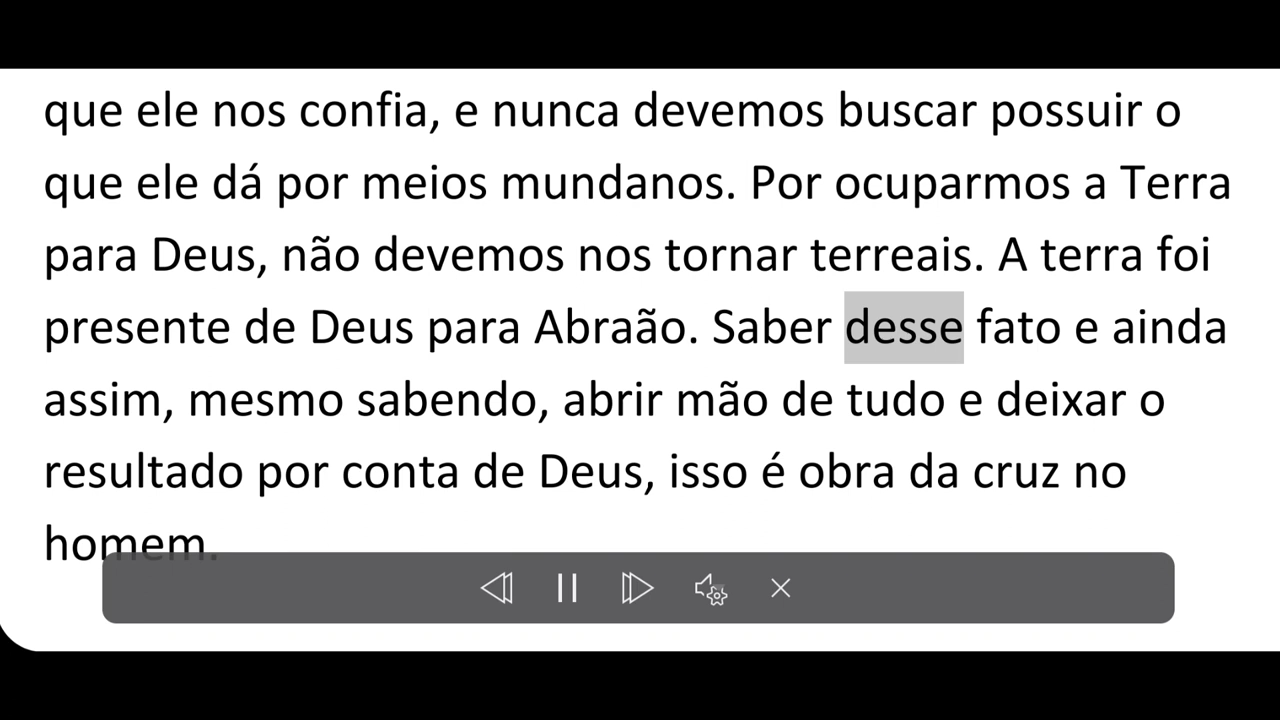 que ele nos confia, e nunca devemos buscar possuir o
que ele dá por meios mundanos. Por ocuparmos a Terra
para Deus, não devemos nos tornar terreais. A terra foi
presente de Deus para Abraão. Saber desse fato e ainda
assim, mesmo sabendo, abrir mão de tudo e deixar o
resultado por conta de Deus, isso é obra da cruz no
homem.